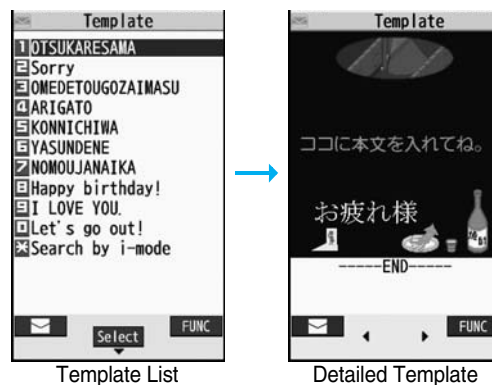 Template
1 OTSUKARESAMA
2 Sorry
3 OMEDETOUGOZAIMASU
4 ARIGATO
5 KONNICHIWA
6 YASUNDENE
7 NOMOUJANAIKA
8 Happy birthday!
9 I LOVE YOU.
0 Let's go out!
* Search by i-mode
Select
FUNC
Template List
Template
ココに本文を入れてね。
お疲れ様
-----END-----
FUNC
Detailed Template